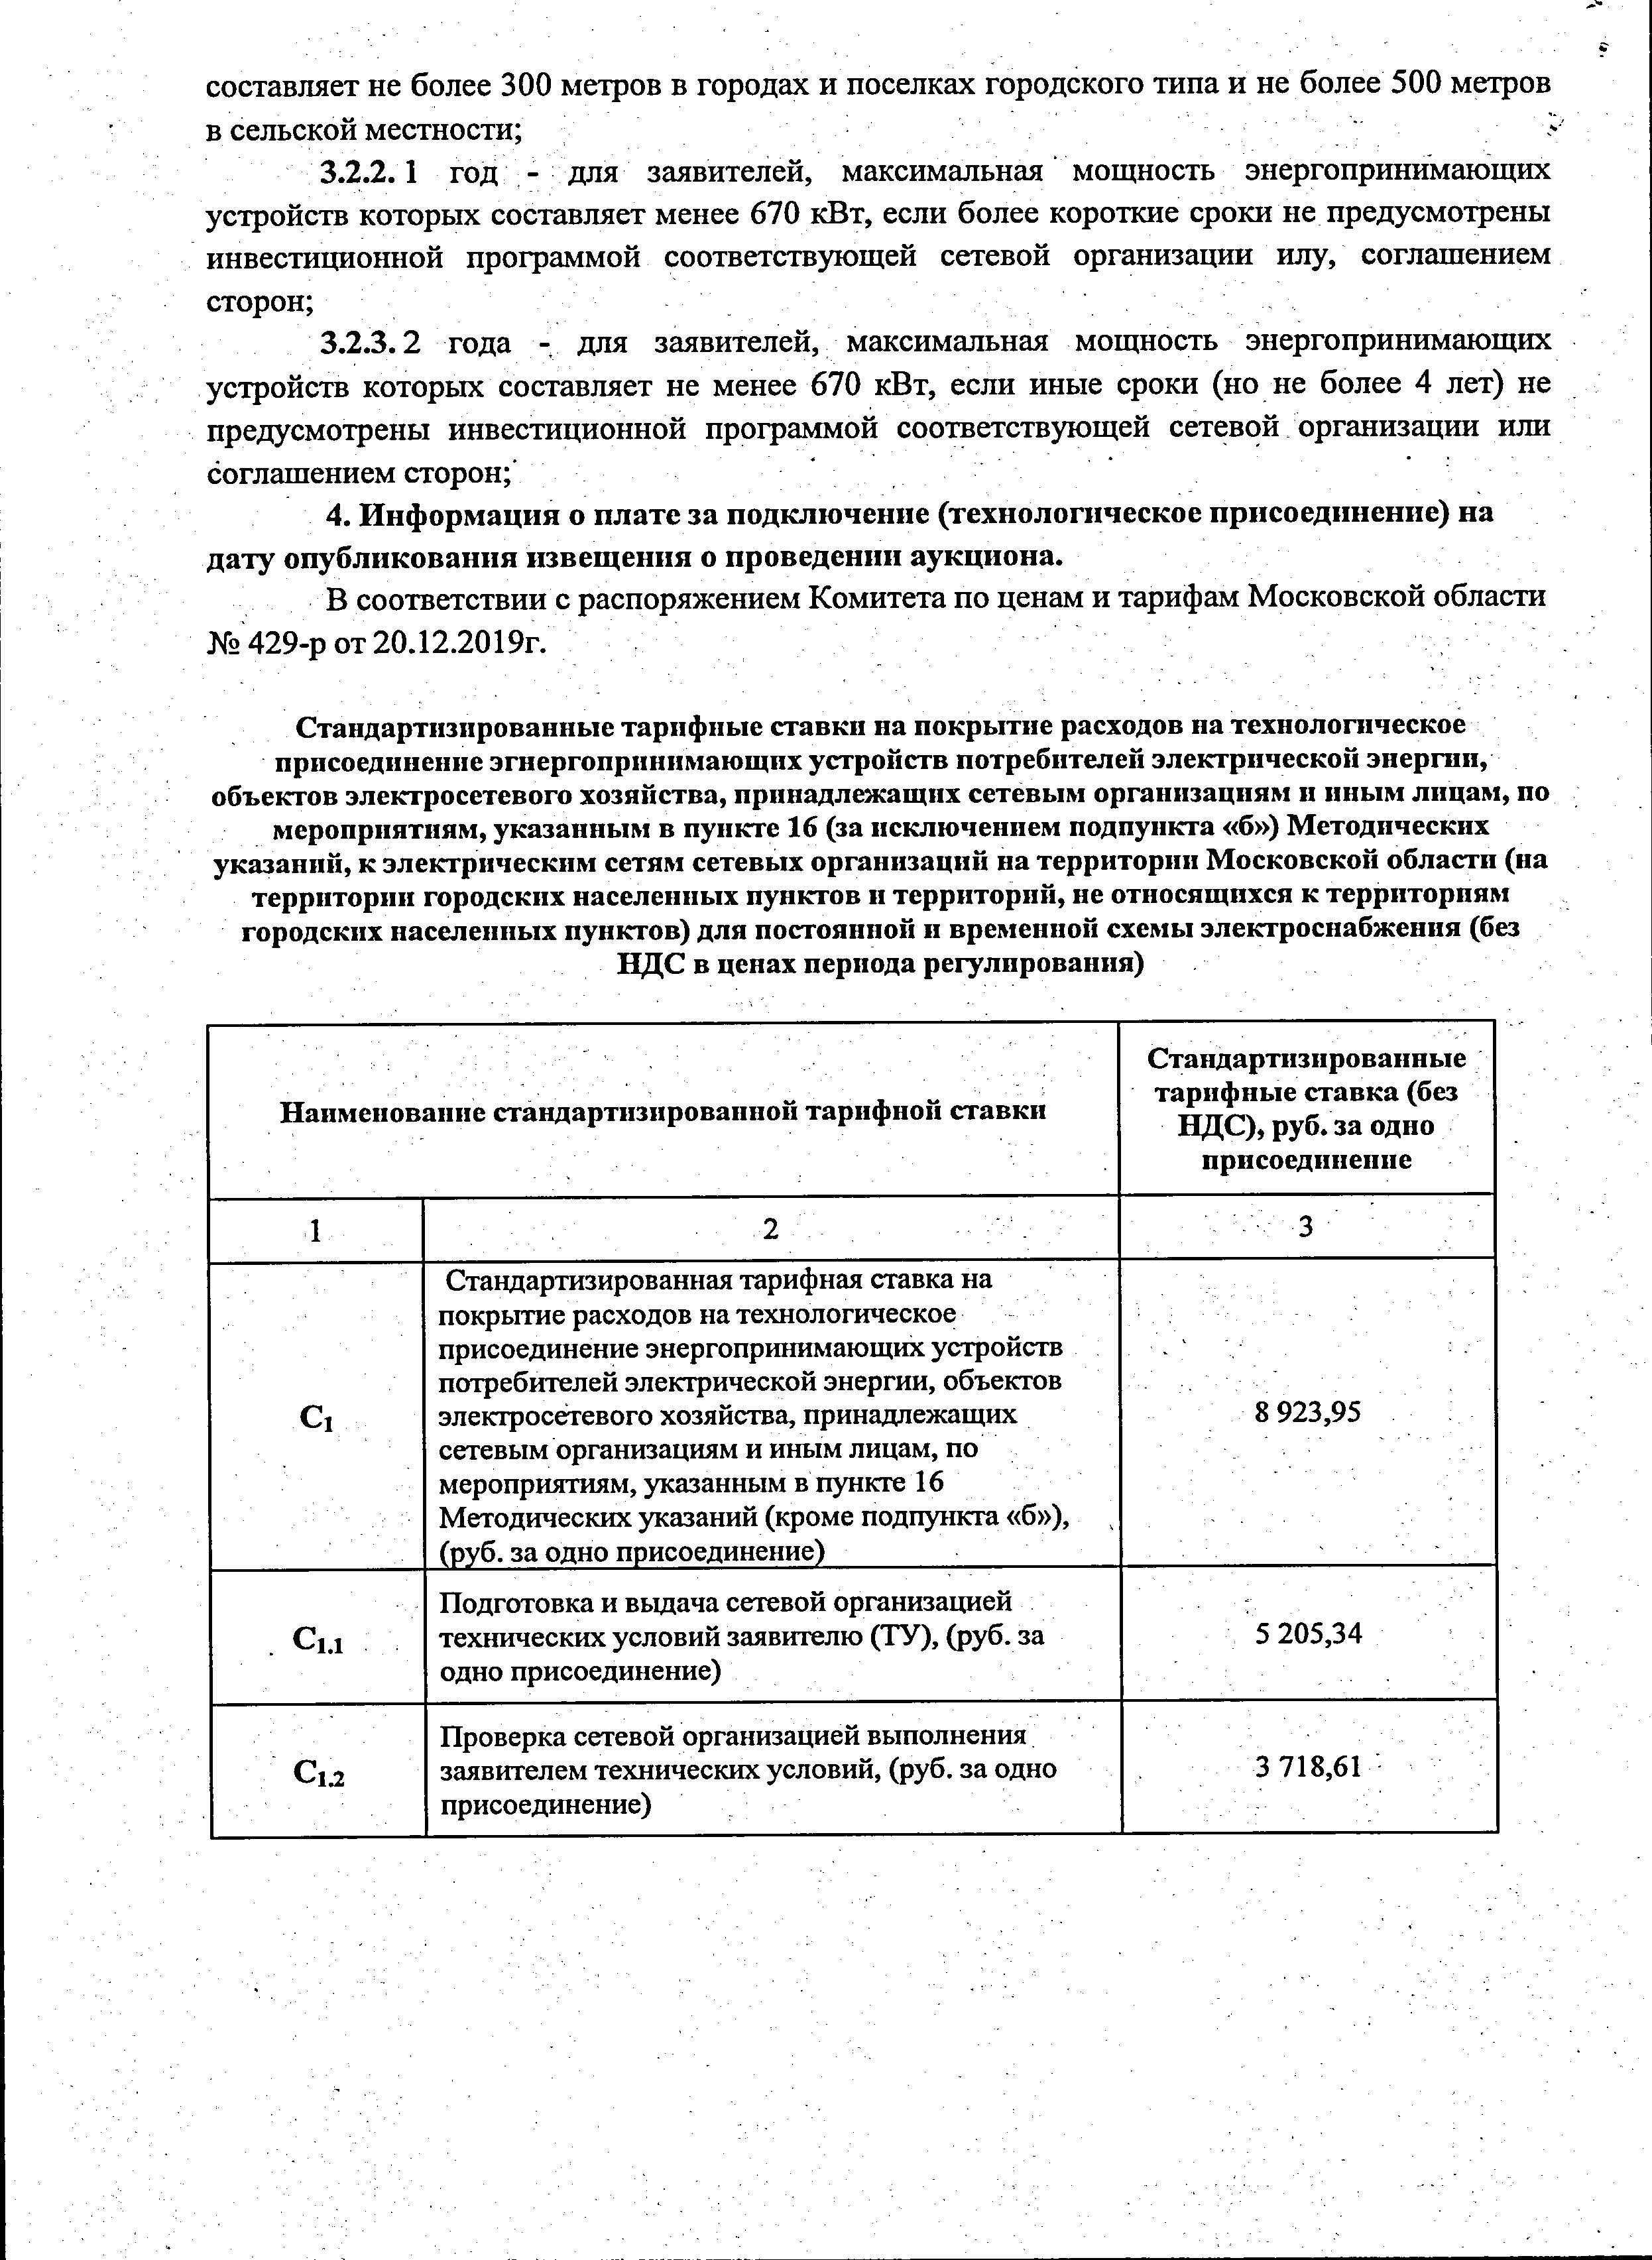 составляет не более 300 метров в городах и поселках городского типа и не более 500 метров
в сельской местности;
3.2.2. 1 год - для заявителей, максимальная мощность энергопринимающих
устройств которых составляет менее 670 кВт, если более короткие сроки не предусмотрены
инвестиционной программой соответствующей сетевой организации илу, соглашением
сторон;
3.2.3. 2 года - для заявителей, максимальная мощность энергопринимающих
устройств которых составляет не менее 670 кВт, если иные сроки (но не более 4 лет) не
предусмотрены инвестиционной программой соответствующей сетевой организации или
соглашением сторон;
4. Информация о плате за подключение (технологическое присоединение) на
дату опубликования извещения о проведении аукциона.
В соответствии с распоряжением Комитета по ценам и тарифам Московской области
№ 429-р от 20.12.2019г.
Стандартизированные тарифные ставки на покрытие расходов на технологическое
присоединение эгнергопринимающих устройств потребителей электрической энергии,
объектов электросетевого хозяйства, принадлежащих сетевым организациям и иным лицам, по
мероприятиям, указанным в пункте 16 (за исключением подпункта «б») Методических
указаний, к электрическим сетям сетевых организаций на территории Московской области (на
территории городских населенных пунктов и территорий, не относящихся к территориям
городских населенных пунктов) для постоянной и временной схемы электроснабжения (без
НДС в ценах периода регулирования)
Наименование стандартизированной тарифной ставки
Стандартизированные
тарифные ставка (без
НДС), руб. за одно
присоединение
1
2
3
C1
Стандартизированная тарифная ставка на
покрытие расходов на технологическое
присоединение энергопринимающих устройств
потребителей электрической энергии, объектов
электросетевого хозяйства, принадлежащих
сетевым организациям и иным лицам, по
мероприятиям, указанным в пункте 16
Методических указаний (кроме подпункта «б»),
(руб. за одно присоединение)
8 923,95
C1.1
Подготовка и выдача сетевой организацией
технических условий заявителю (ТУ), (руб. за
одно присоединение)
5 205,34
C1.2
Проверка сетевой организацией выполнения
заявителем технических условий, (руб. за одно
присоединение)
3 718,61